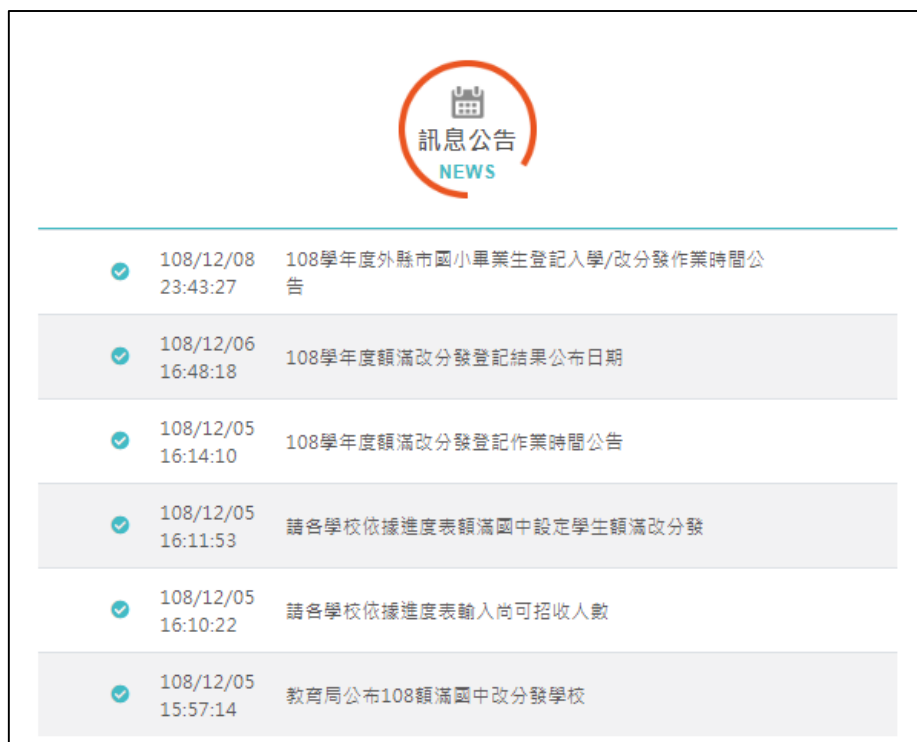 訊息公告
NEWS
108/12/08
23:43:27
108學年度外縣市國小畢業生登記入學/改分發作業時間公
告
108/12/06
16:48:18
108學年度額滿改分發登記結果公布日期
108/12/05
16:14:10
108學年度額滿改分發登記作業時間公告
108/12/05
16:11:53
請各學校依據進度表額滿國中設定學生額滿改分發
108/12/05
16:10:22
請各學校依據進度表輸入尚可招收人數
108/12/05
15:57:14
教育局公布108額滿國中改分發學校